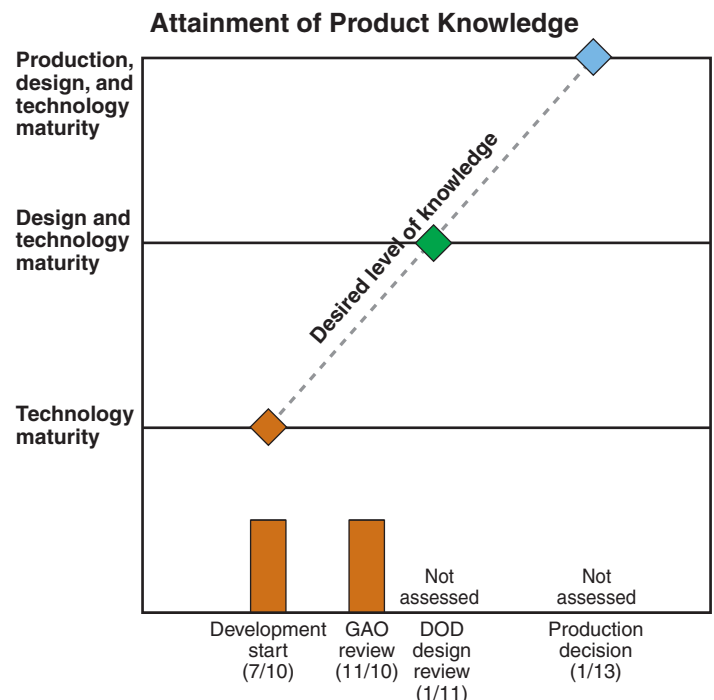 Attainment of Product Knowledge
Production,
design, and
technology
maturity
Design and
technology
maturity
Desired level of knowledge
Technology
maturity
Not
assessed
Not
assessed
Development
start
(7/10)
GAO
review
(11/10)
DOD
design
review
(1/11)
Production
decision
(1/13)